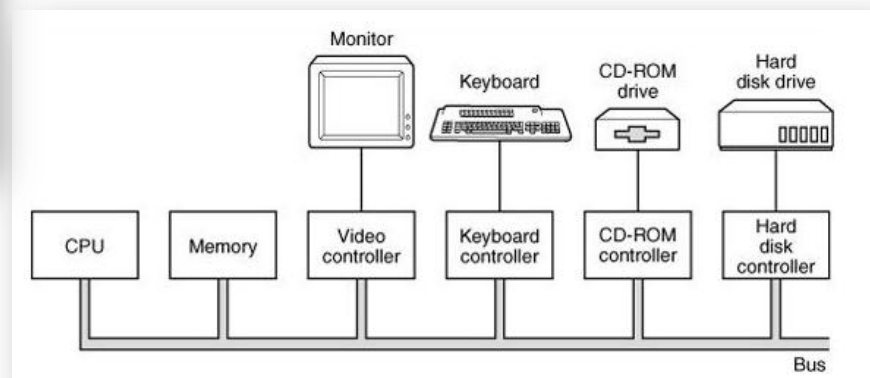 Monitor
Keyboard
CD-ROM
drive
Hard
disk drive
CPU
Memory
Video
controller
Keyboard
controller
CD-ROM
controller
Hard
disk
controller
Bus